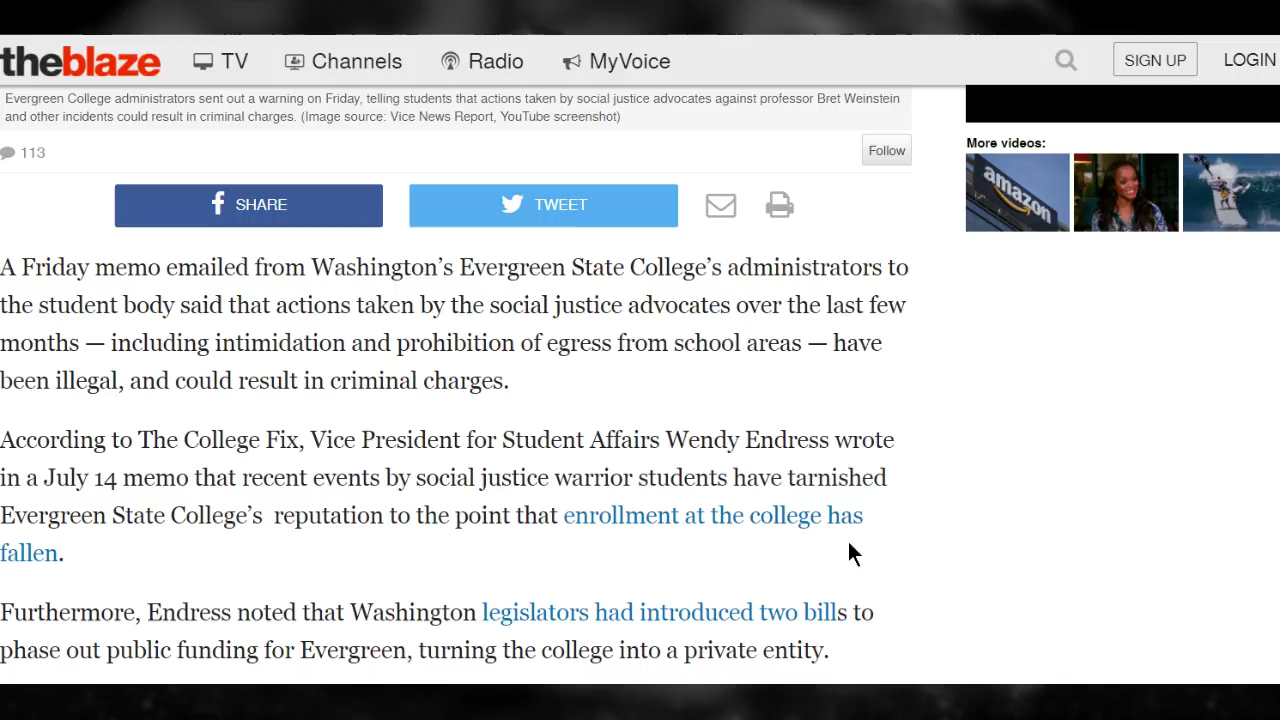 theblaze TV Channels Radio MyVoice SIGN UP LOGIN
Evergreen College administrators sent out a warning on Friday, telling students that actions taken by social justice advocates against professor Bret Weinstein
and other incidents could result in criminal charges. (Image source: Vice News Report, YouTube screenshot)
113 Follow
More videos:
amazon
f SHARE TWEET
A Friday memo emailed from Washington’s Evergreen State College’s administrators to
the student body said that actions taken by the social justice advocates over the last few
months — including intimidation and prohibition of egress from school areas — have
been illegal, and could result in criminal charges.
According to The College Fix, Vice President for Student Affairs Wendy Endress wrote
in a July 14 memo that recent events by social justice warrior students have tarnished
Evergreen State College’s reputation to the point that enrollment at the college has
fallen.
Furthermore, Endress noted that Washington legislators had introduced two bills to
phase out public funding for Evergreen, turning the college into a private entity.